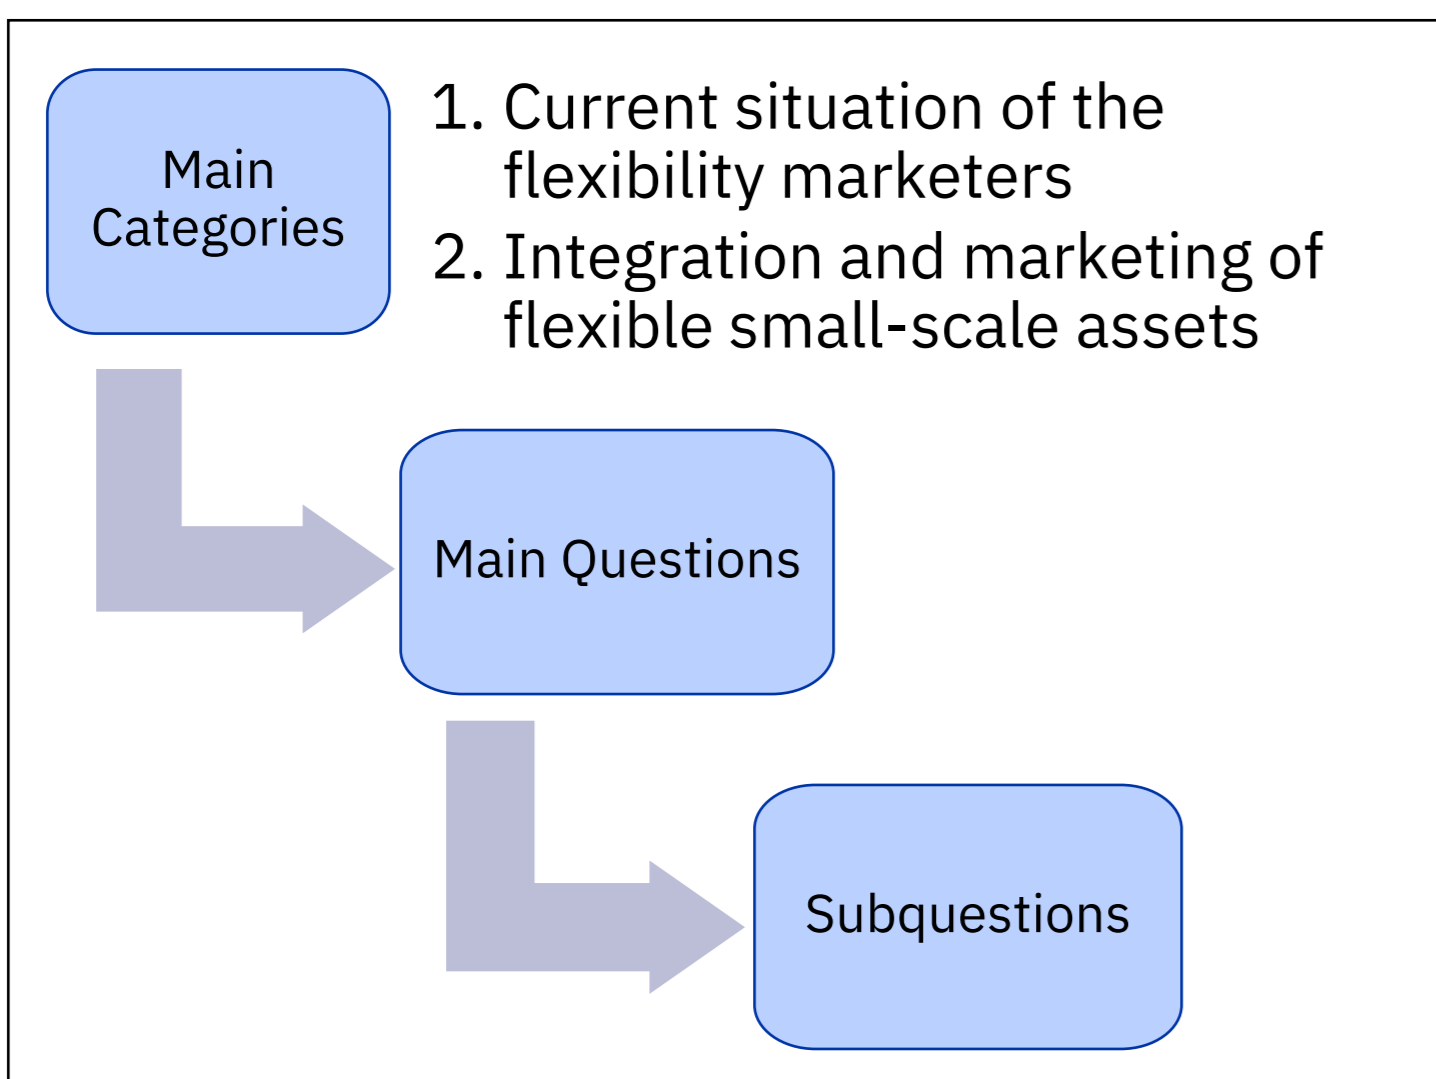 Main
Categories
1. Current situation of the
flexibility marketers
2. Integration and marketing of
flexible small-scale assets
Main Questions
Subquestions